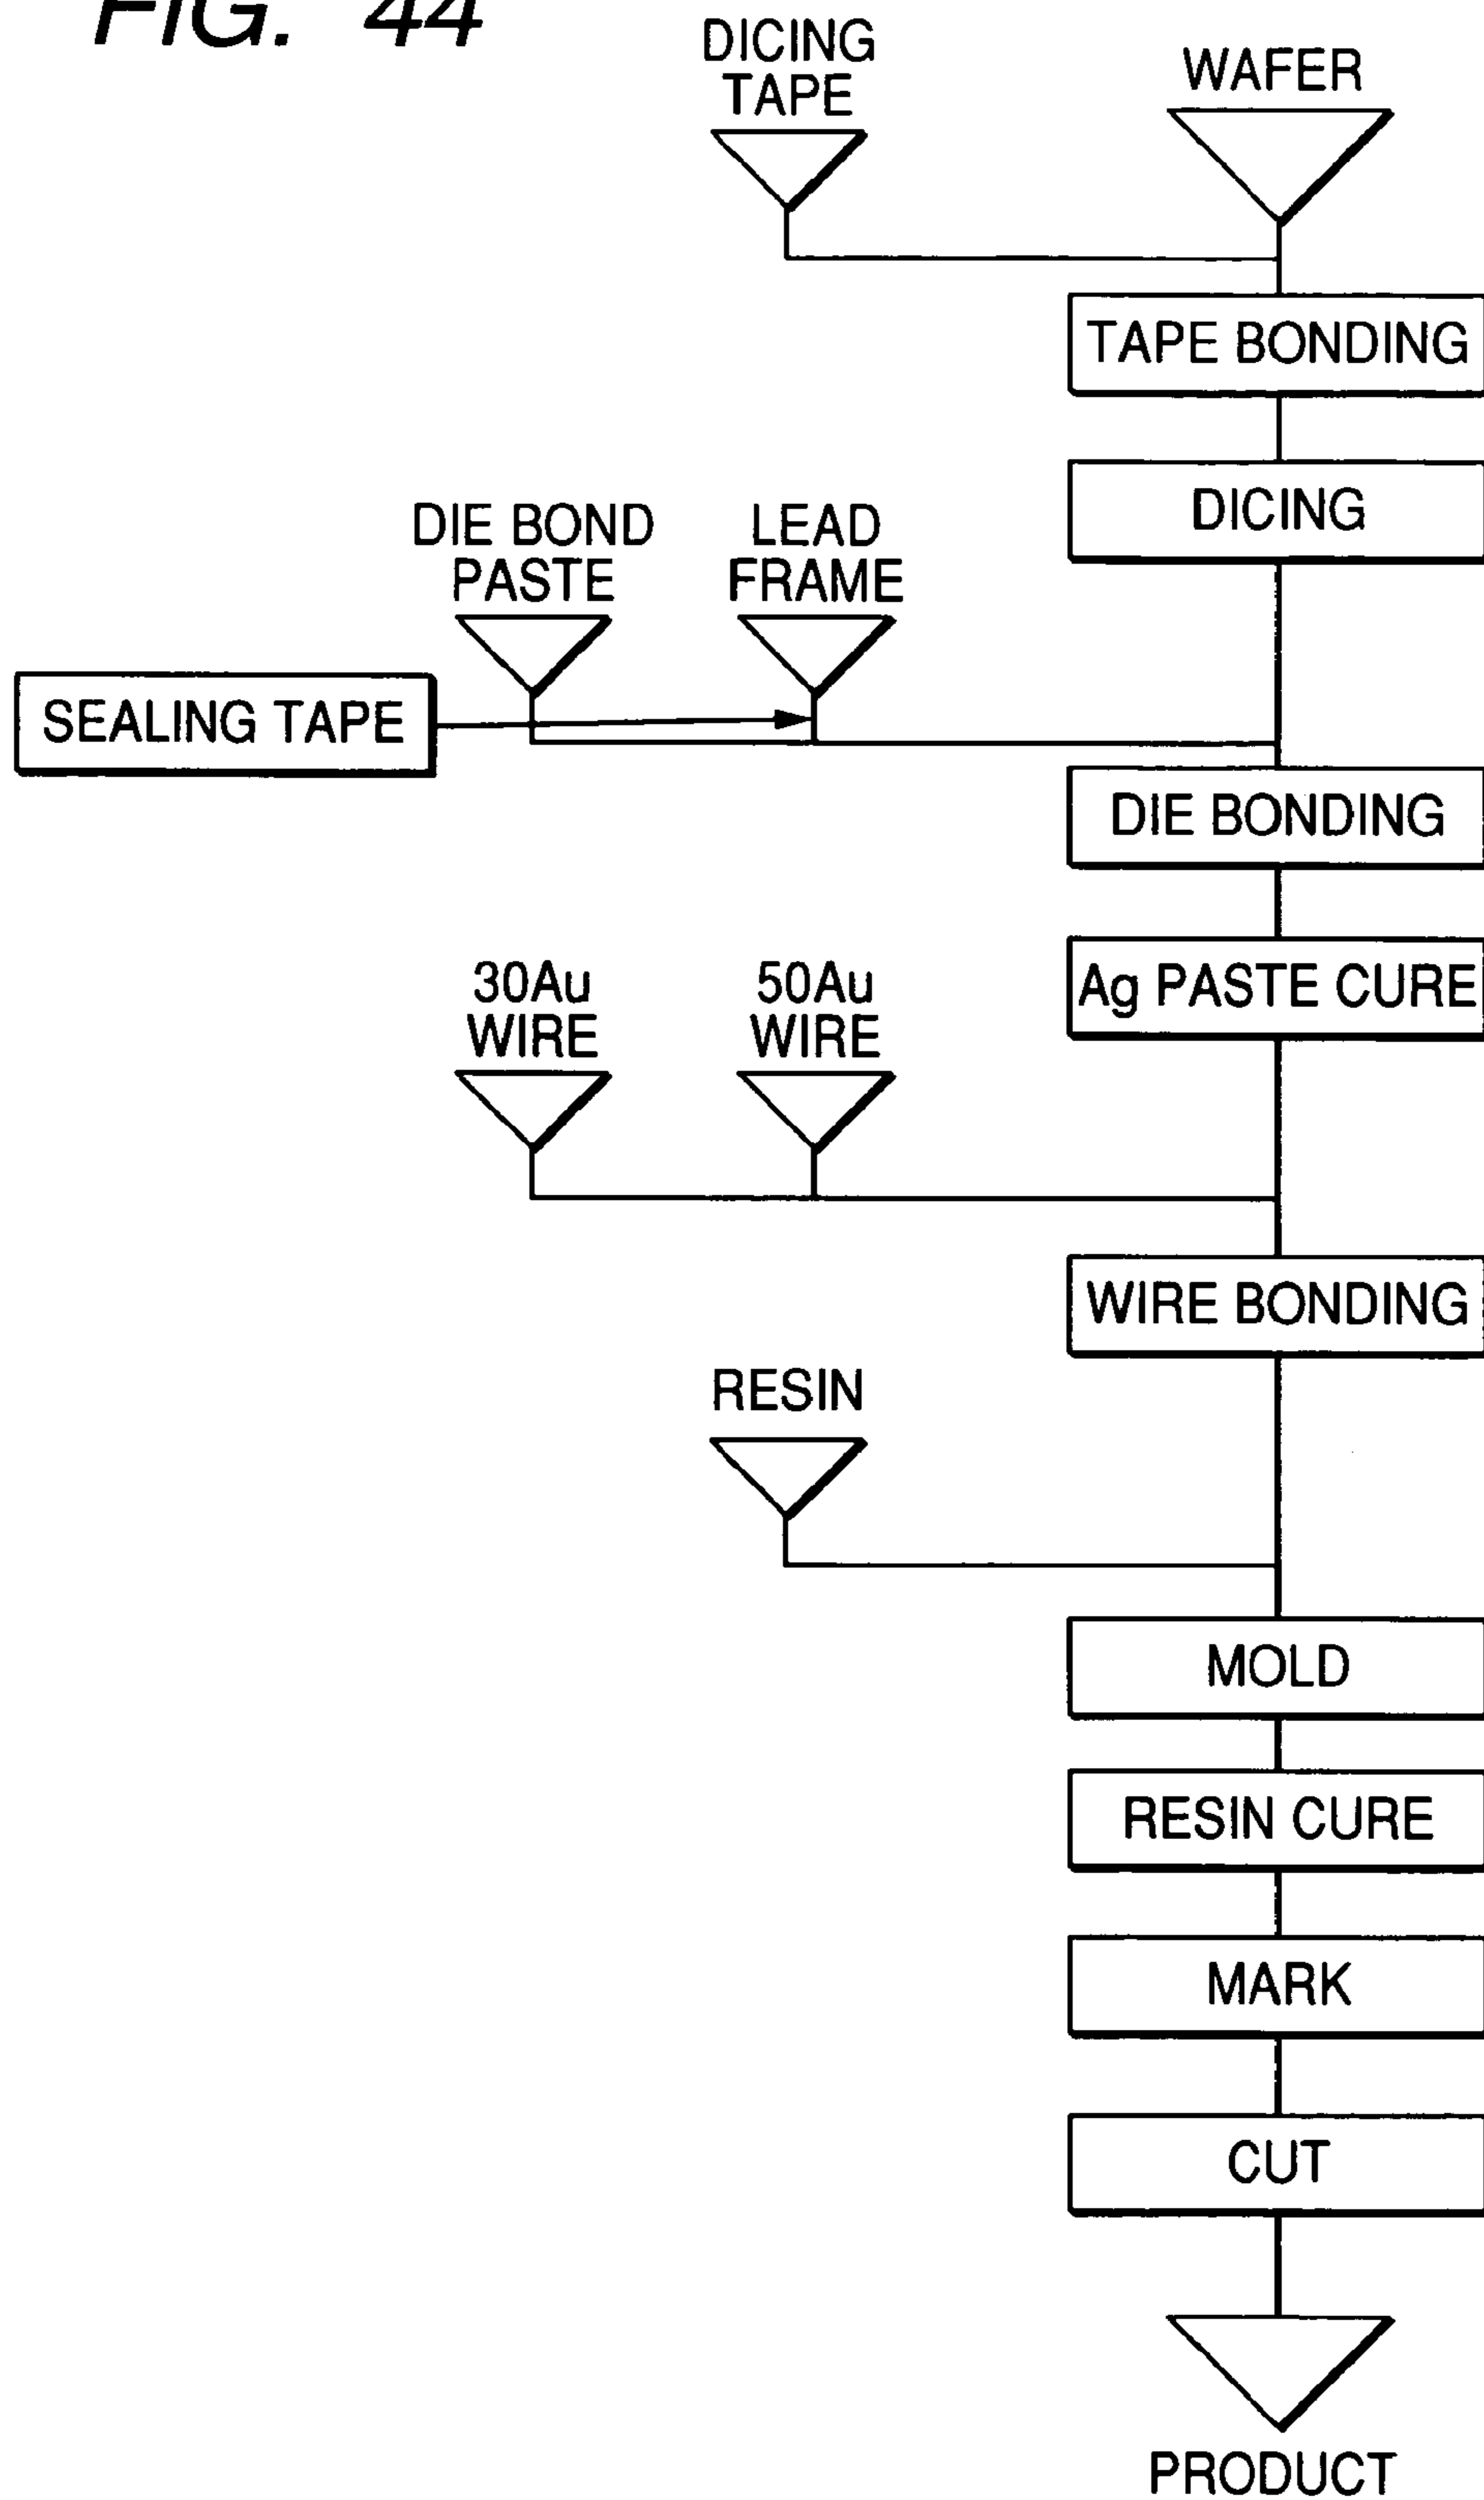 FIG. 44
DICING
TAPE
WAFER
TAPE BONDING
DICING
DIE BOND
PASTE
LEAD
FRAME
SEALING TAPE
DIE BONDING
Ag PASTE CURE
30Au
WIRE
50Au
WIRE
WIRE BONDING
RESIN
MOLD
RESIN CURE
MARK
CUT
PRODUCT